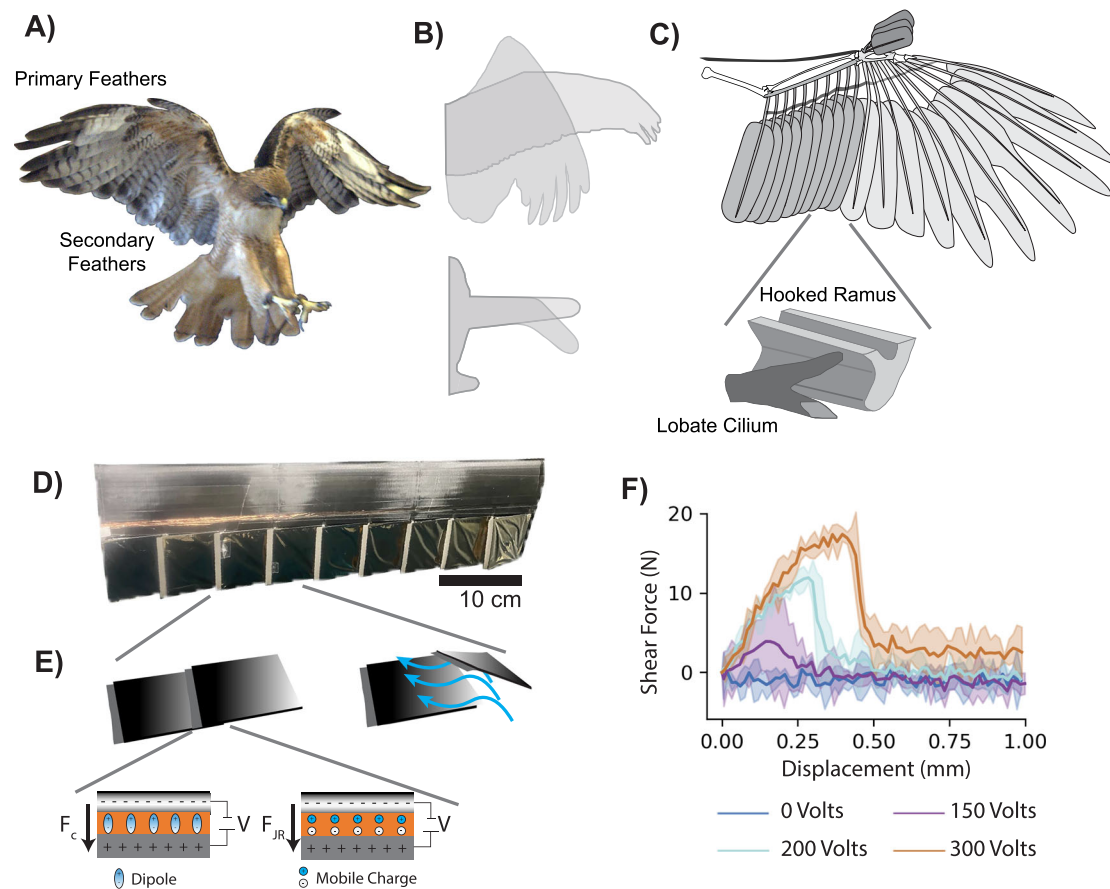 A)
Primary Feathers
Secondary
Feathers
B)
C)
Hooked Ramus
Lobate Cilium
D)
10 cm
E)
- - - - - - - - - -
Fc
V
+ + + + + + +
Dipole
- - - - - - - - - -
FJR
+ + + + +
- - - - -
V
+ + + + + + +
+
-
Mobile Charge
F)
Shear Force (N)
20
10
0
0.00 0.25 0.50 0.75 1.00
Displacement (mm)
0 Volts 150 Volts
200 Volts 300 Volts